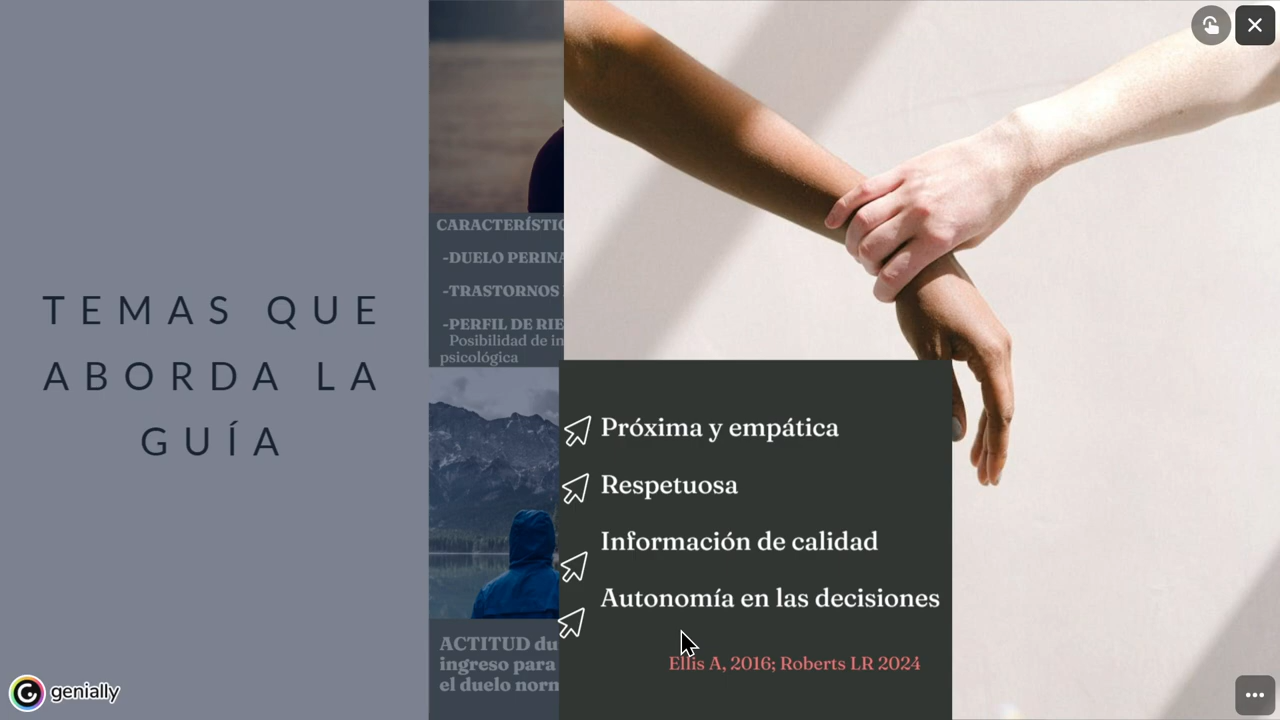 TEMAS QUE
ABORDA LA
GUÍA
CARACTERÍSTIC
-DUELO PERINA
-TRASTORNOS
-PERFIL DE RIE
Posibilidad de in
psicológica
ACTITUD du
ingreso para
el duelo norn
Próxima y empática
Respetuosa
Información de calidad
Autonomía en las decisiones
Ellis A, 2016; Roberts LR 2024
genially